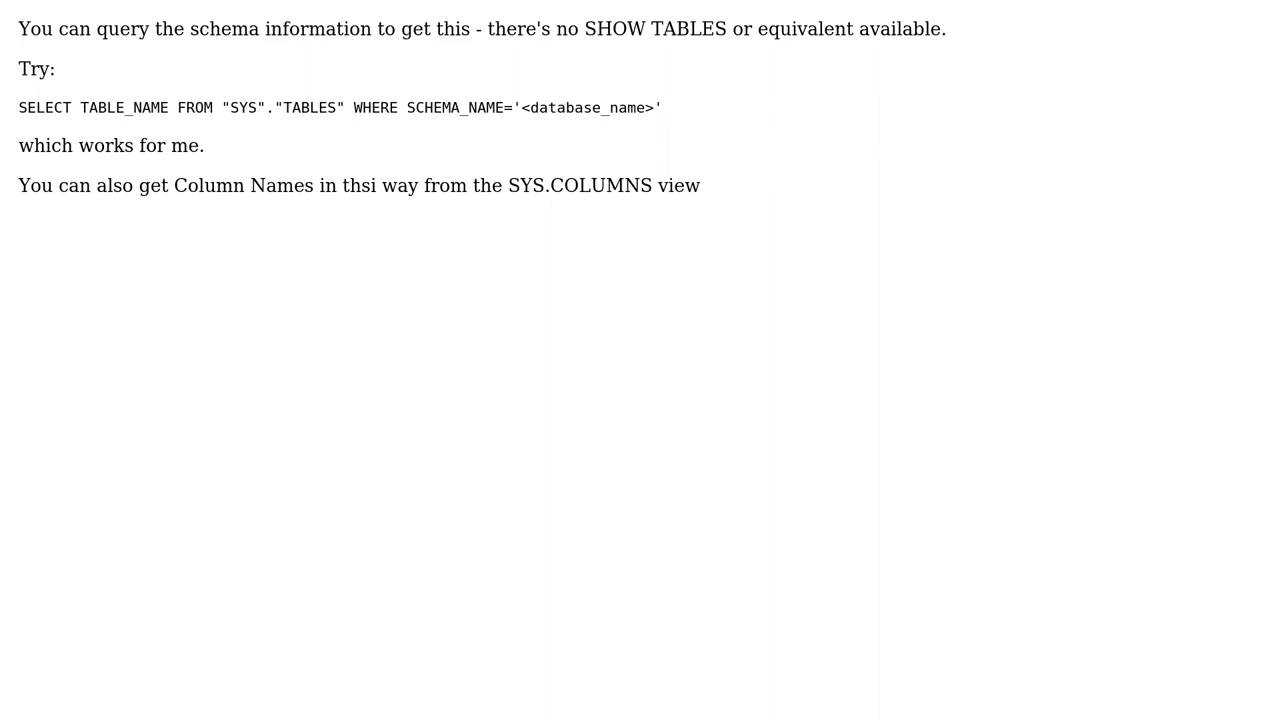 You can query the schema information to get this - there's no SHOW TABLES or equivalent available.
Try:
SELECT TABLE_NAME FROM "SYS"."TABLES" WHERE SCHEMA_NAME='<database_name>'
which works for me.
You can also get Column Names in thsi way from the SYS.COLUMNS view